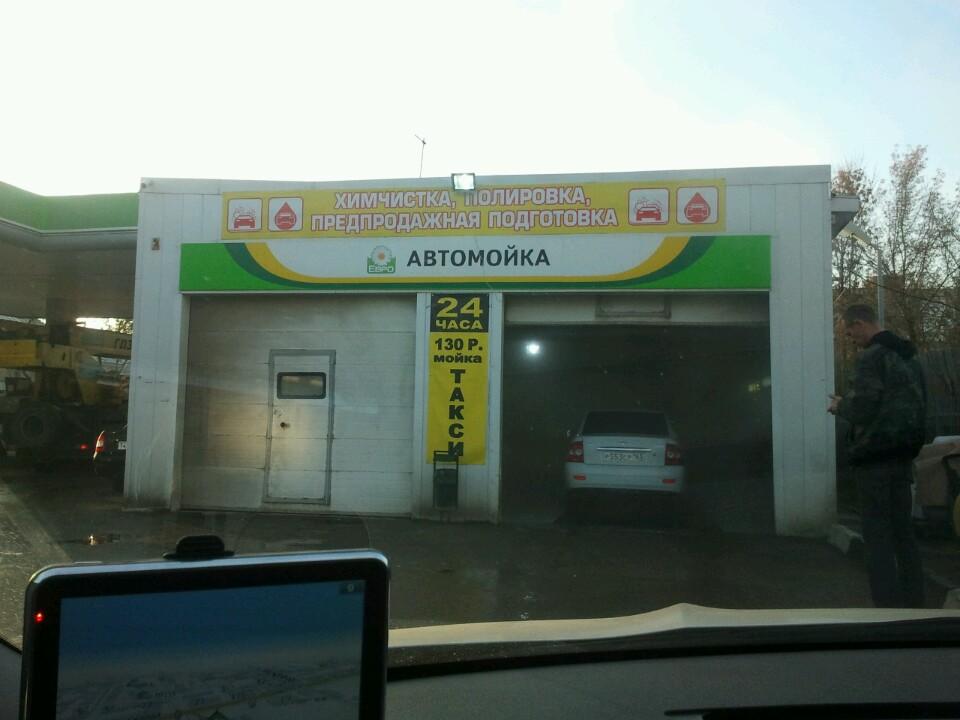 ХИМЧИСТКА, ПОЛИРОВКА,
ПРЕДПРОДАЖНАЯ ПОДГОТОВКА
ЕВРО
АВТОМОЙКА
24
ЧАСА
130 Р.
МОЙКА
ТАКСИ